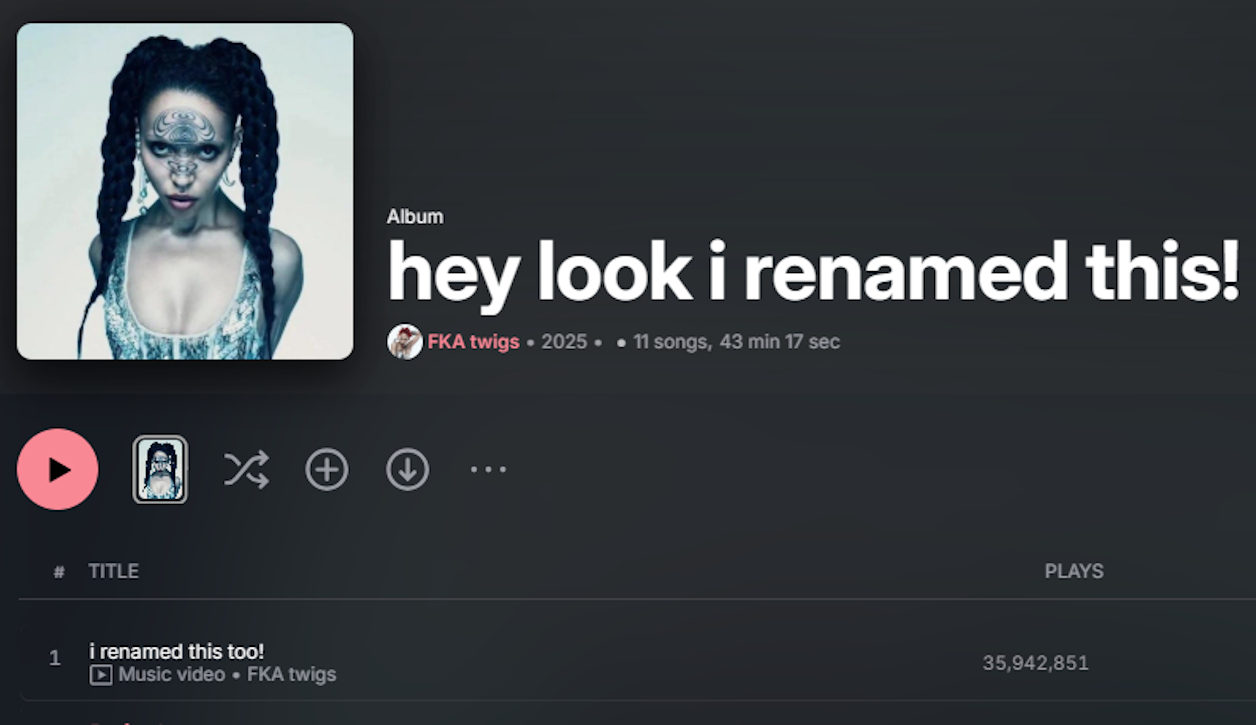 Album
hey look i renamed this!
FKA twigs • 2025 • • 11 songs, 43 min 17 sec
# TITLE PLAYS
1 i renamed this too! 35,942,851
Music video • FKA twigs